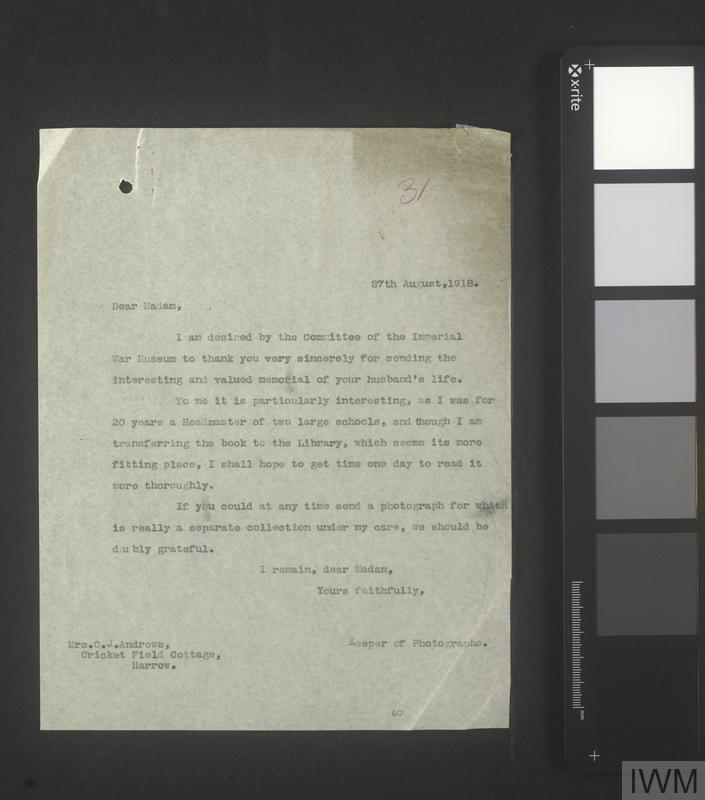 x-rite
31
27th August,1918.
Dear Madam,
I am desired by the Committee of the Imperial
War Museum to thank you very sincerely for sending the
interesting and valued memorial of your husband's life.
To me it is particularly interesting, as I was for
20 years a Headmaster of two large schools, and though I am
transferring the book to the Library, which seems its more
fitting place, I shall hope to get time one day to read it
more thoroughly.
If you could at any time send a photograph for which
is really a separate collection under my care, we should be
doubly grateful.
I remain, dear Madam,
Yours faithfully,
Keeper of Photographs.
Mrs.C.J.Andrews,
Cricket Field Cottage,
Harrow.
60
mm
IWM